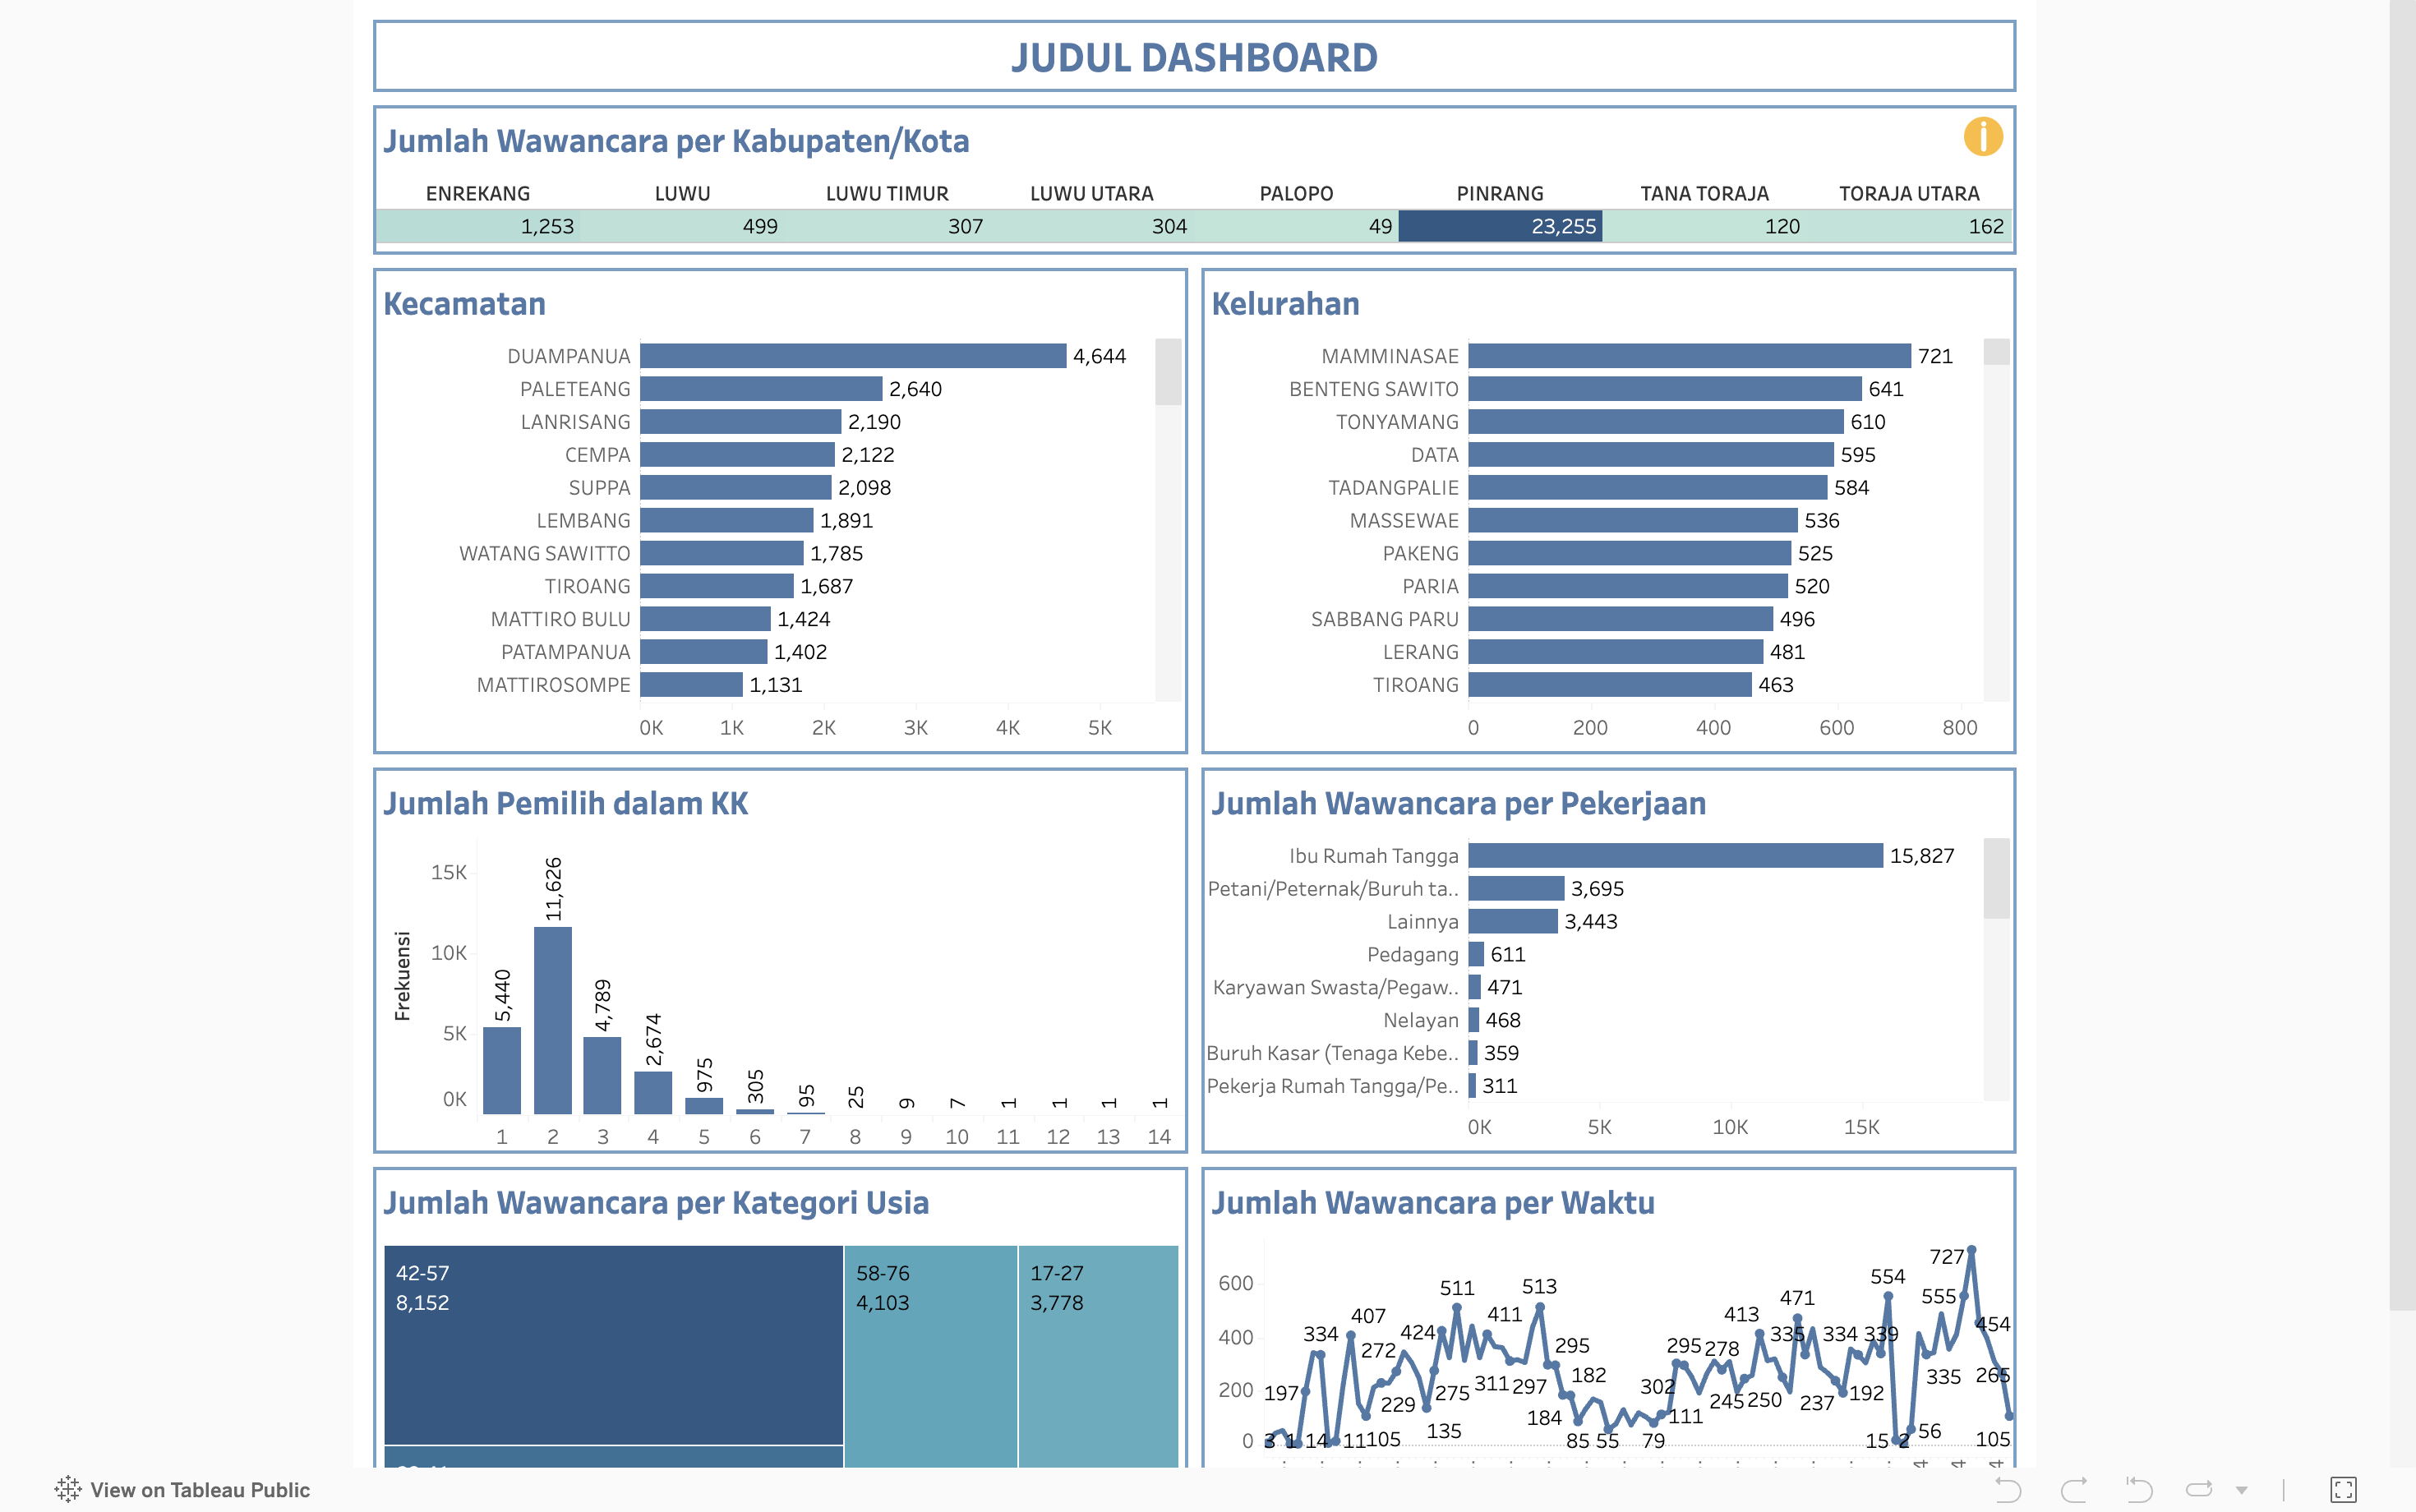 JUDUL DASHBOARD
Jumlah Wawancara per Kabupaten/Kota
ENREKANG LUWU LUWU TIMUR LUWU UTARA PALOPO PINRANG TANA TORAJA TORAJA UTARA
1,253 499 307 304 49 23,255 120 162
Kecamatan
DUAMPANUA 4,644
PALETEANG 2,640
LANRISANG 2,190
CEMPA 2,122
SUPPA 2,098
LEMBANG 1,891
WATANG SAWITTO 1,785
TIROANG 1,687
MATTIRO BULU 1,424
PATAMPANUA 1,402
MATTIROSOMPE 1,131
0K 1K 2K 3K 4K 5K
Kelurahan
MAMMINASAE 721
BENTENG SAWITO 641
TONYAMANG 610
DATA 595
TADANGPALIE 584
MASSEWAE 536
PAKENG 525
PARIA 520
SABBANG PARU 496
LERANG 481
TIROANG 463
0 200 400 600 800
Jumlah Pemilih dalam KK
Frekuensi
15K
10K
5K
0K
5,440 11,626 4,789 2,674 975 305 95 25 9 7 1 1 1 1
1 2 3 4 5 6 7 8 9 10 11 12 13 14
Jumlah Wawancara per Pekerjaan
Ibu Rumah Tangga 15,827
Petani/Peternak/Buruh ta.. 3,695
Lainnya 3,443
Pedagang 611
Karyawan Swasta/Pegaw.. 471
Nelayan 468
Buruh Kasar (Tenaga Kebe.. 359
Pekerja Rumah Tangga/Pe.. 311
0K 5K 10K 15K
Jumlah Wawancara per Kategori Usia
42-57 58-76 17-27
8,152 4,103 3,778
Jumlah Wawancara per Waktu
600
400
200
0
727
554
555
511 513
471
407 411 413
454
334 424 335 334 339
272 295 295 278
335 265
197 275 311 297 182 302
229 184 245 250 237 192
135 111
56
3 1 14 11 105 85 55 79 15 2 105
View on Tableau Public